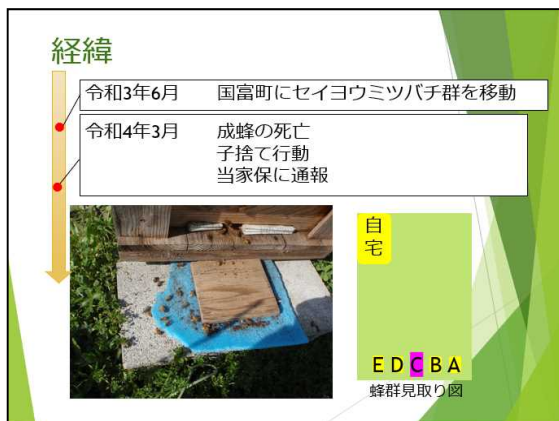 経緯
令和3年6月 国富町にセイヨウミツバチ群を移動
令和4年3月 成蜂の死亡
子捨て行動
当家保に通報
自宅
E D C B A
蜂群見取り図